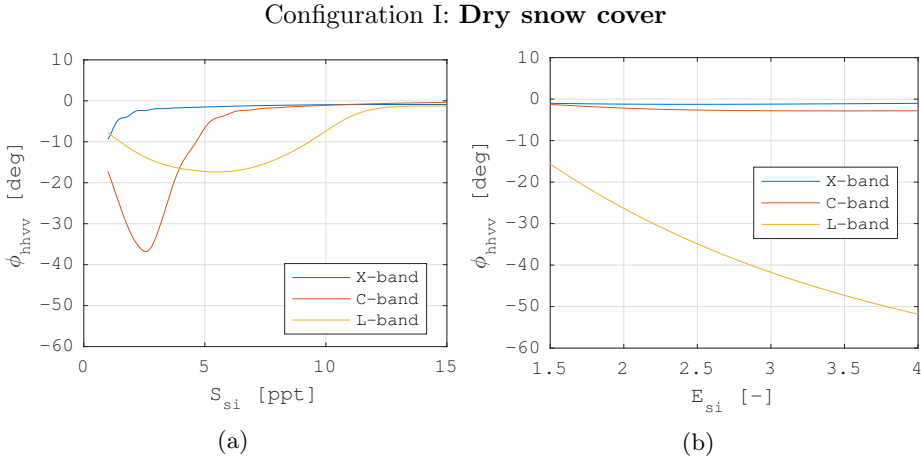 Configuration I: Dry snow cover
10
0
−10
−20
−30
−40
−50
−60
ϕhhvv [deg]
X-band
C-band
L-band
0 5 10 15
S_si [ppt]
(a)
10
0
−10
−20
−30
−40
−50
−60
ϕhhvv [deg]
X-band
C-band
L-band
1.5 2 2.5 3 3.5 4
E_si [−]
(b)